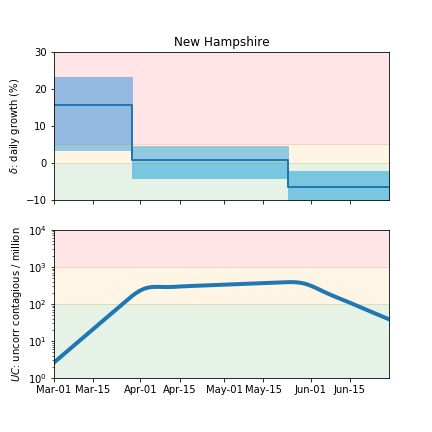 New Hampshire
δ: daily growth (%)
30
20
10
0
−10
UC: uncorr contagious / million
10⁴
10³
10²
10¹
10⁰
Mar-01 Mar-15 Apr-01 Apr-15 May-01 May-15 Jun-01 Jun-15